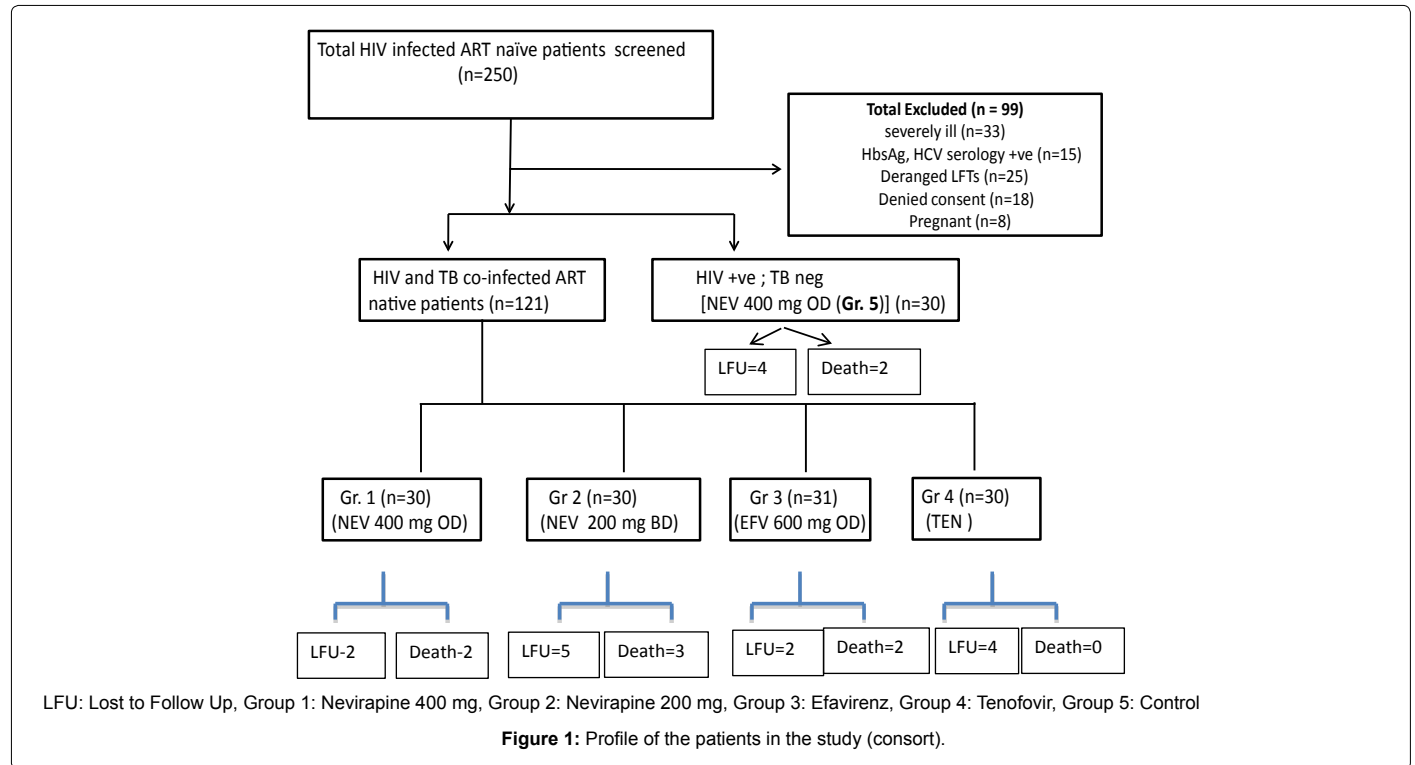 Total HIV infected ART naïve patients screened
(n=250)
Total Excluded (n = 99)
severely ill (n=33)
HbsAg, HCV serology +ve (n=15)
Deranged LFTs (n=25)
Denied consent (n=18)
Pregnant (n=8)
HIV and TB co-infected ART
native patients (n=121)
HIV +ve ; TB neg
[NEV 400 mg OD (Gr. 5)] (n=30)
LFU=4
Death=2
Gr. 1 (n=30)
(NEV 400 mg OD)
Gr 2 (n=30)
(NEV 200 mg BD)
Gr 3 (n=31)
(EFV 600 mg OD)
Gr 4 (n=30)
(TEN )
LFU-2
Death-2
LFU=5
Death=3
LFU=2
Death=2
LFU=4
Death=0
LFU: Lost to Follow Up, Group 1: Nevirapine 400 mg, Group 2: Nevirapine 200 mg, Group 3: Efavirenz, Group 4: Tenofovir, Group 5: Control
Figure 1: Profile of the patients in the study (consort).